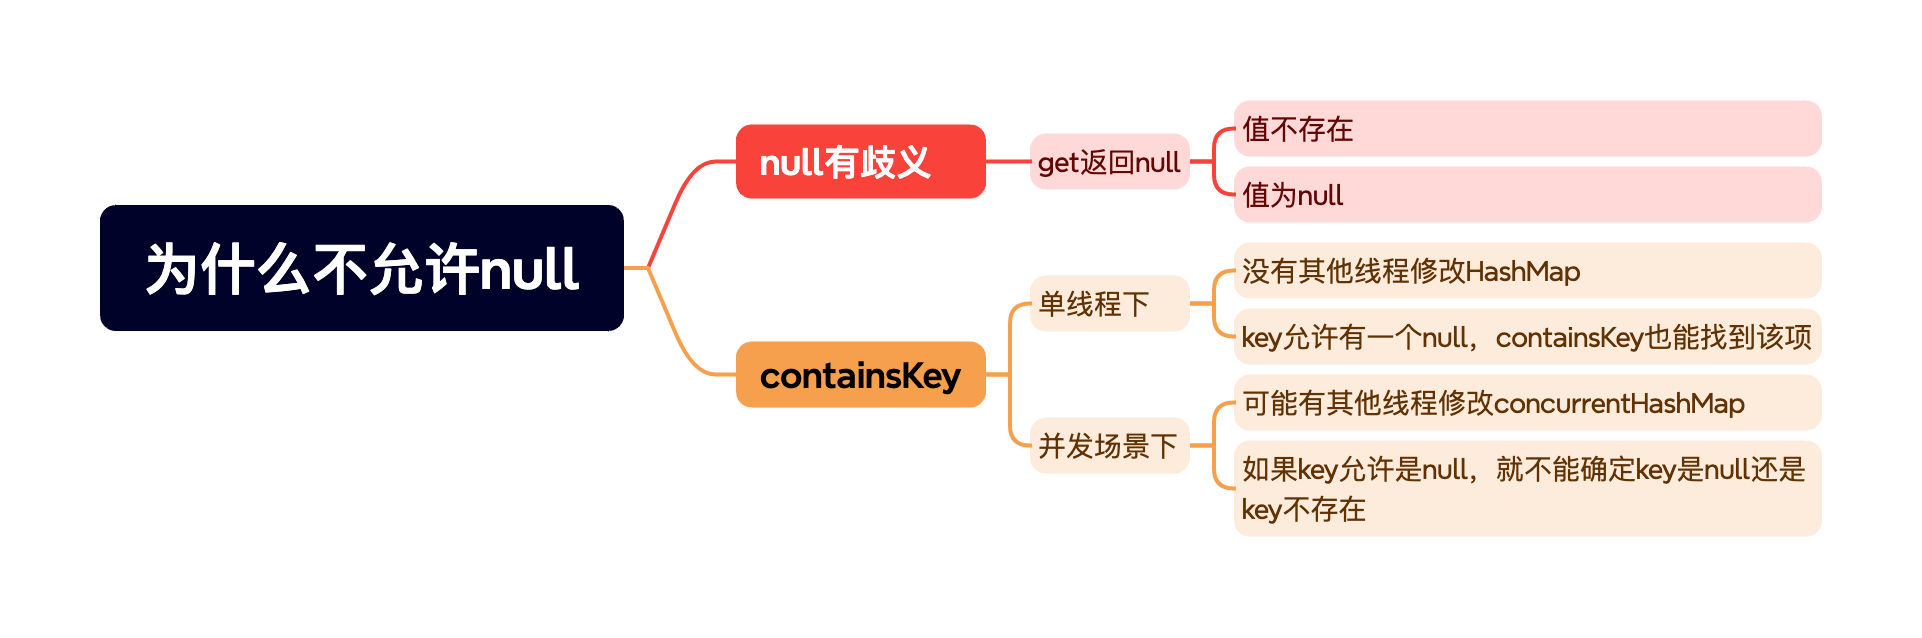 为什么不允许null
null有歧义
get返回null
值不存在
值为null
containsKey
单线程下
没有其他线程修改HashMap
key允许有一个null，containsKey也能找到该项
并发场景下
可能有其他线程修改concurrentHashMap
如果key允许是null，就不能确定key是null还是
key不存在